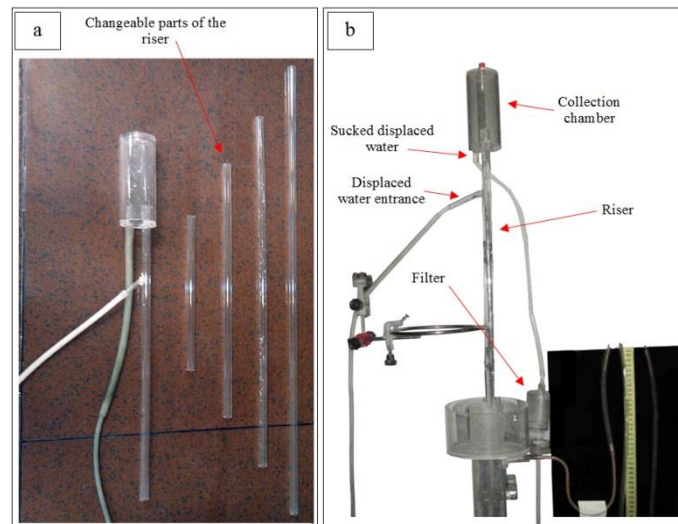 a
Changeable parts of the
riser
b
Collection
chamber
Sucked displaced
water
Displaced
water entrance
Riser
Filter